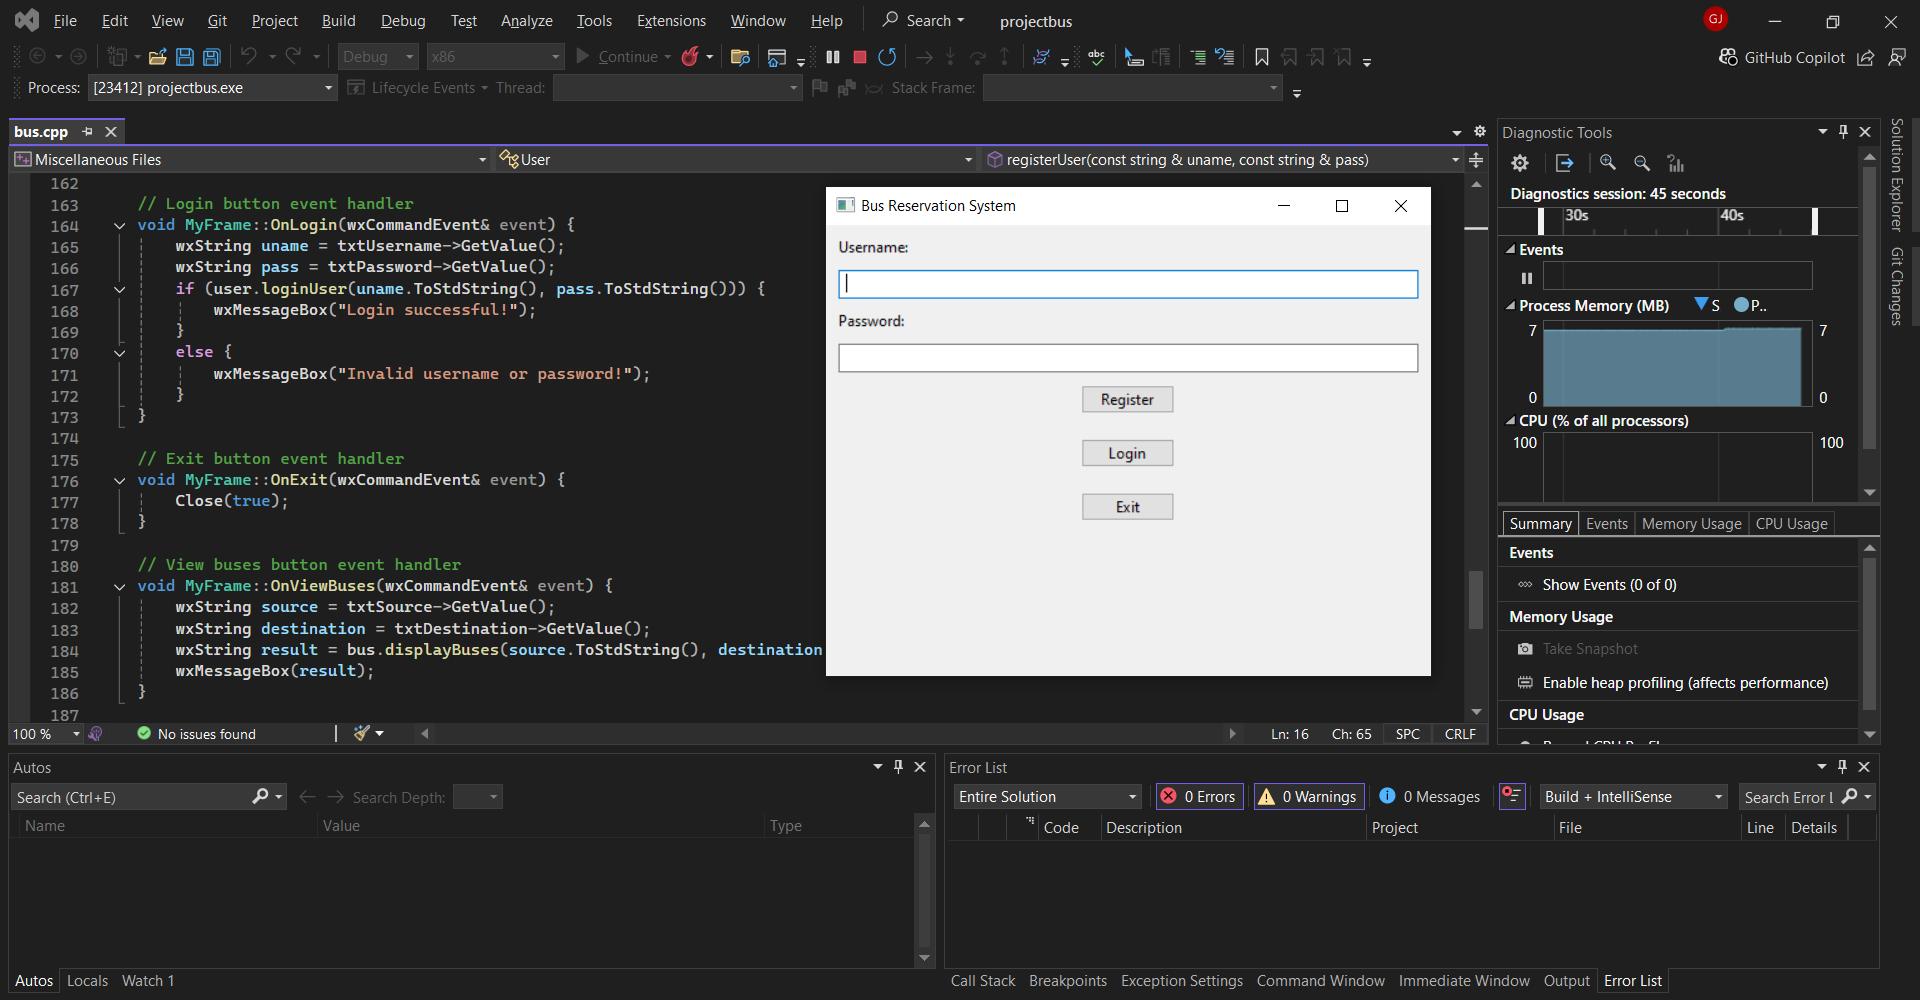 File Edit View Git Project Build Debug Test Analyze Tools Extensions Window Help Search projectbus GJ
Debug x86 Continue abc GitHub Copilot
Process: [23412] projectbus.exe Lifecycle Events Thread: Stack Frame:
bus.cpp
Miscellaneous Files User registerUser(const string & uname, const string & pass)
162
163 // Login button event handler
164 void MyFrame::OnLogin(wxCommandEvent& event) {
165 wxString uname = txtUsername->GetValue();
166 wxString pass = txtPassword->GetValue();
167 if (user.loginUser(uname.ToStdString(), pass.ToStdString())) {
168 wxMessageBox("Login successful!");
169 }
170 else {
171 wxMessageBox("Invalid username or password!");
172 }
173 }
174
175 // Exit button event handler
176 void MyFrame::OnExit(wxCommandEvent& event) {
177 Close(true);
178 }
179
180 // View buses button event handler
181 void MyFrame::OnViewBuses(wxCommandEvent& event) {
182 wxString source = txtSource->GetValue();
183 wxString destination = txtDestination->GetValue();
184 wxString result = bus.displayBuses(source.ToStdString(), destination
185 wxMessageBox(result);
186 }
187
100 % No issues found Ln: 16 Ch: 65 SPC CRLF
Bus Reservation System
Username:
Password:
Register
Login
Exit
Diagnostic Tools
Diagnostics session: 45 seconds
30s 40s
Events
Process Memory (MB) S P..
7 7
0 0
CPU (% of all processors)
100 100
Summary Events Memory Usage CPU Usage
Events
Show Events (0 of 0)
Memory Usage
Take Snapshot
Enable heap profiling (affects performance)
CPU Usage
Solution Explorer
Git Changes
Autos
Search (Ctrl+E) Search Depth:
Name Value Type
Autos Locals Watch 1
Error List
Entire Solution 0 Errors 0 Warnings 0 Messages Build + IntelliSense Search Error L
Code Description Project File Line Details
Call Stack Breakpoints Exception Settings Command Window Immediate Window Output Error List